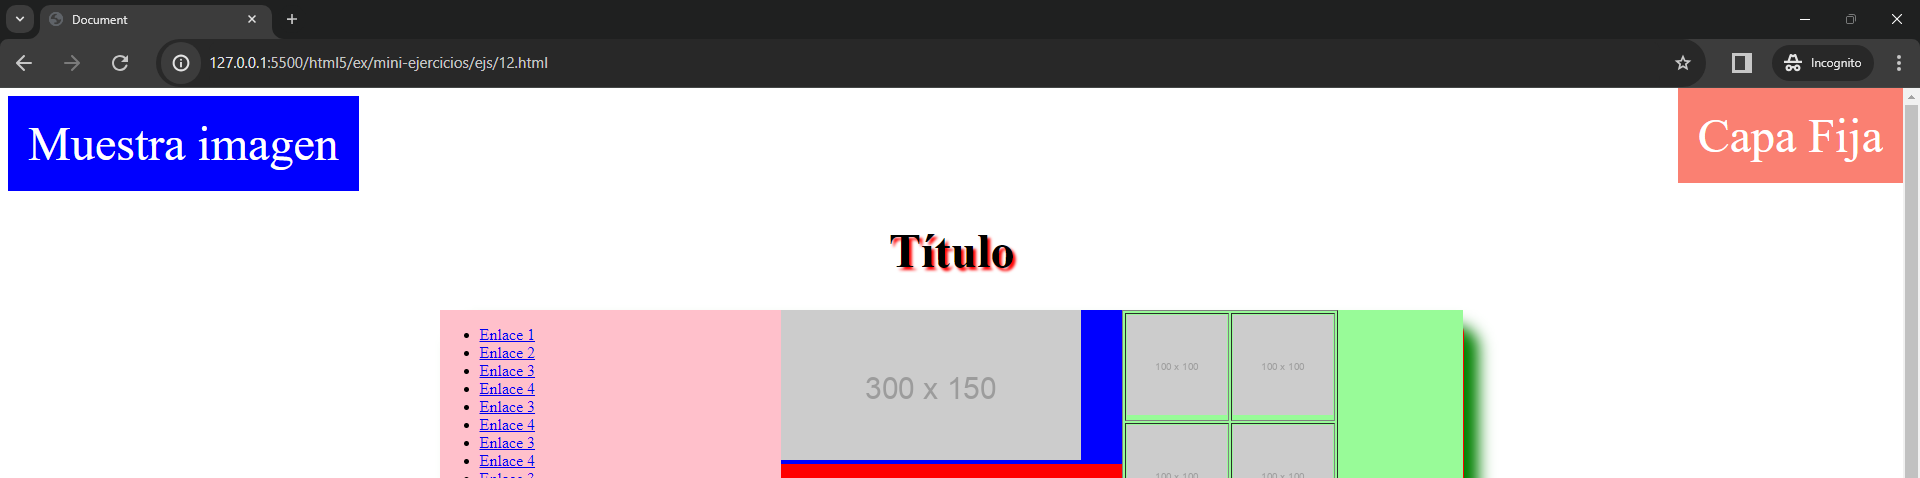 Document
127.0.0.1:5500/html5/ex/mini-ejercicios/ejs/12.html
Incognito
Muestra imagen
Capa Fija
Título
Enlace 1
Enlace 2
Enlace 3
Enlace 4
Enlace 3
Enlace 4
Enlace 3
Enlace 4
300 x 150
100 x 100
100 x 100
100 x 100
100 x 100